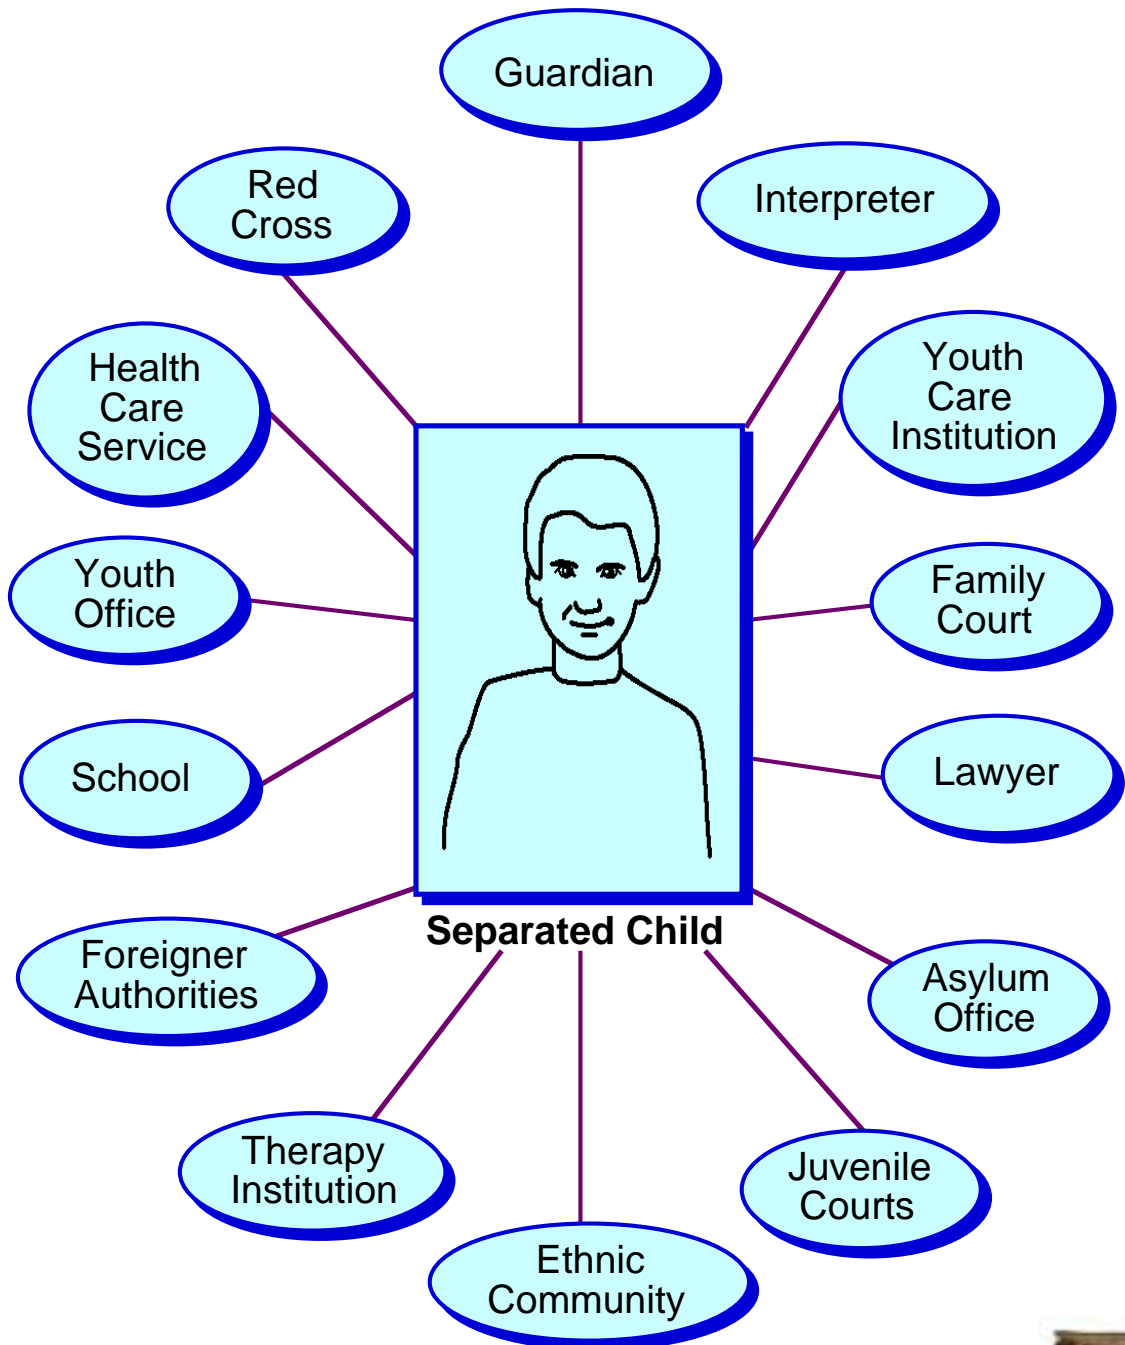 Guardian
Red
Cross
Interpreter
Health
Care
Service
Youth
Care
Institution
Youth
Office
Family
Court
School
Lawyer
Separated Child
Foreigner
Authorities
Asylum
Office
Therapy
Institution
Juvenile
Courts
Ethnic
Community